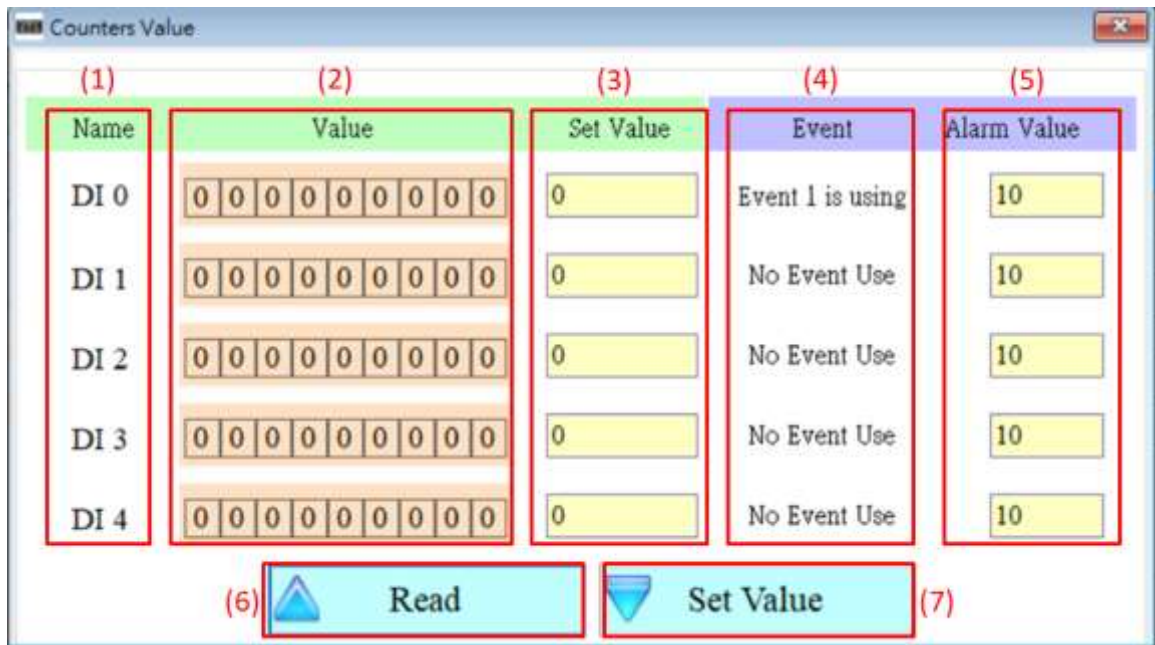 Counters Value
(1) (2) (3) (4) (5)
Name Value Set Value Event Alarm Value
DI 0 0 0 0 0 0 0 0 0 0 0 Event 1 is using 10
DI 1 0 0 0 0 0 0 0 0 0 0 No Event Use 10
DI 2 0 0 0 0 0 0 0 0 0 0 No Event Use 10
DI 3 0 0 0 0 0 0 0 0 0 0 No Event Use 10
DI 4 0 0 0 0 0 0 0 0 0 0 No Event Use 10
(6) Read Set Value (7)